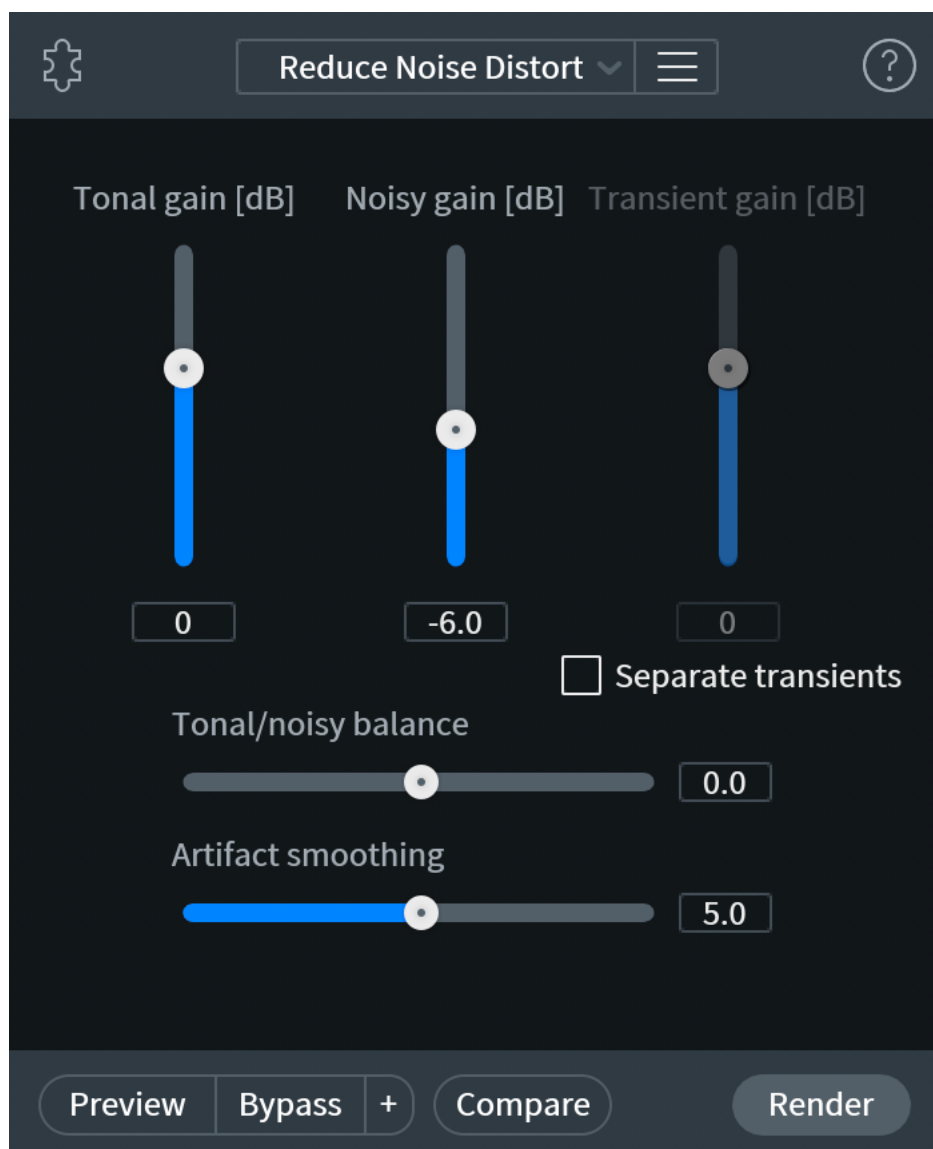 Reduce Noise Distort
?
Tonal gain [dB] Noisy gain [dB] Transient gain [dB]
0 -6.0 0
Separate transients
Tonal/noisy balance
0.0
Artifact smoothing
5.0
Preview Bypass + Compare Render